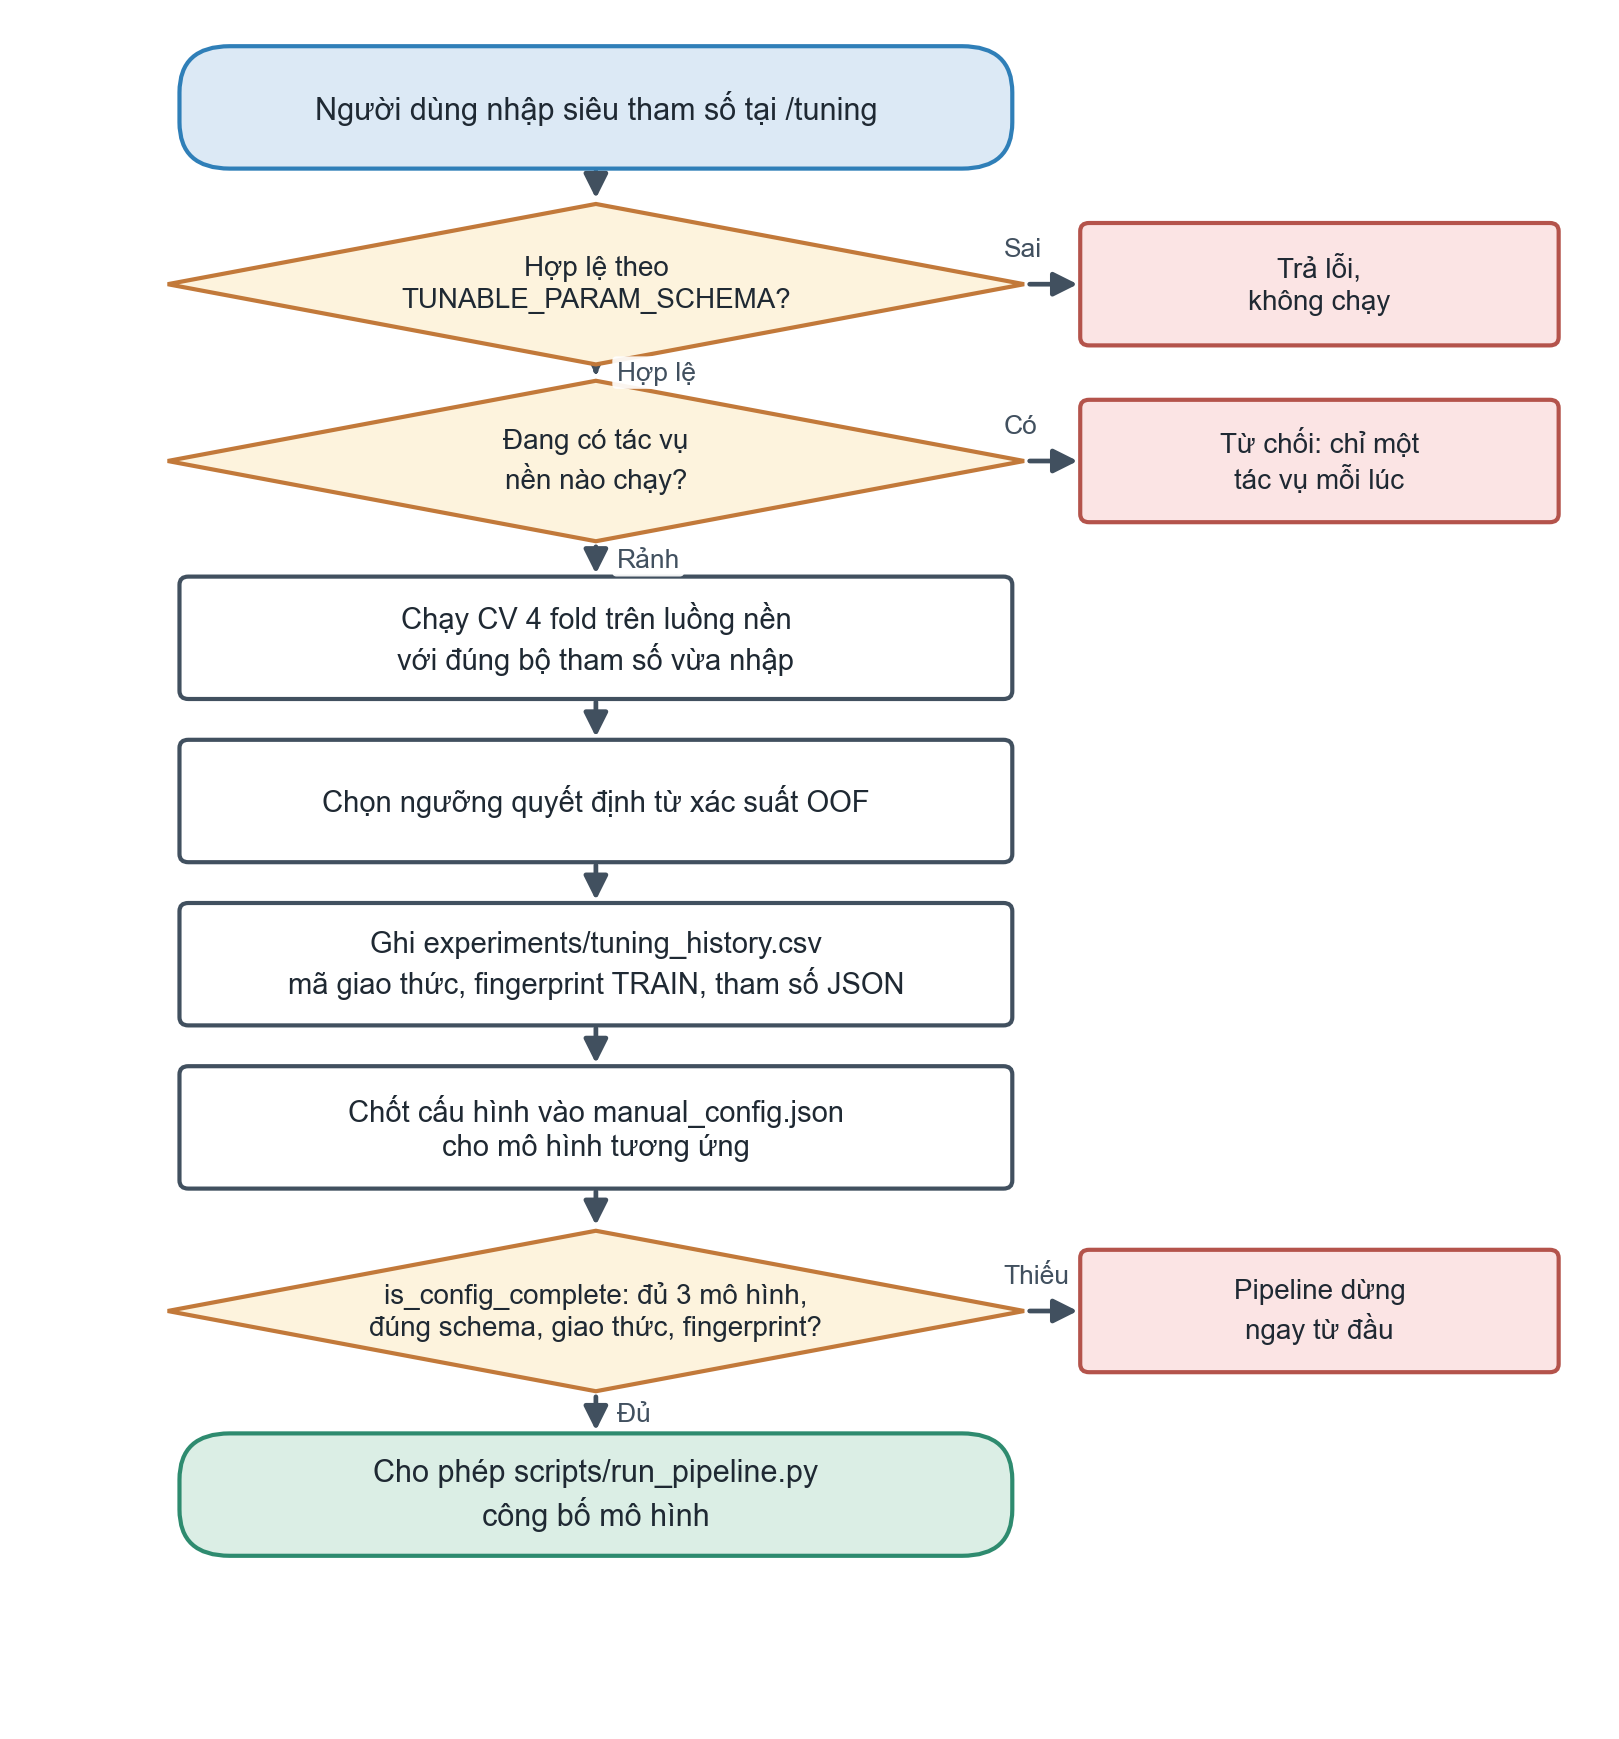 Người dùng nhập siêu tham số tại /tuning
Hợp lệ theo
TUNABLE_PARAM_SCHEMA?
Sai
Trả lỗi,
không chạy
Hợp lệ
Đang có tác vụ
nền nào chạy?
Có
Từ chối: chỉ một
tác vụ mỗi lúc
Rảnh
Chạy CV 4 fold trên luồng nền
với đúng bộ tham số vừa nhập
Chọn ngưỡng quyết định từ xác suất OOF
Ghi experiments/tuning_history.csv
mã giao thức, fingerprint TRAIN, tham số JSON
Chốt cấu hình vào manual_config.json
cho mô hình tương ứng
is_config_complete: đủ 3 mô hình,
đúng schema, giao thức, fingerprint?
Thiếu
Pipeline dừng
ngay từ đầu
Đủ
Cho phép scripts/run_pipeline.py
công bố mô hình